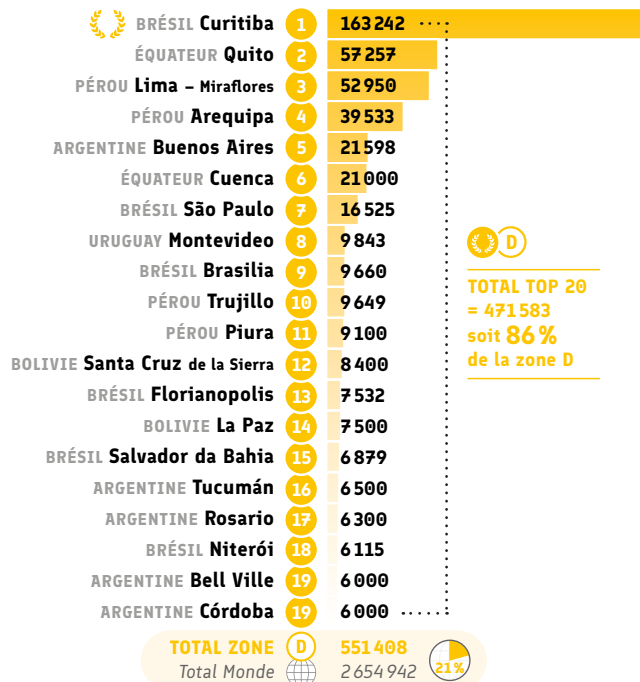 BRÉSIL Curitiba 1 163 242
ÉQUATEUR Quito 2 57 257
PÉROU Lima – Miraflores 3 52 950
PÉROU Arequipa 4 39 533
ARGENTINE Buenos Aires 5 21 598
ÉQUATEUR Cuenca 6 21 000
BRÉSIL São Paulo 7 16 525
URUGUAY Montevideo 8 9 843
BRÉSIL Brasilia 9 9 660
PÉROU Trujillo 10 9 649
PÉROU Piura 11 9 100
BOLIVIE Santa Cruz de la Sierra 12 8 400
BRÉSIL Florianopolis 13 7 532
BOLIVIE La Paz 14 7 500
BRÉSIL Salvador da Bahia 15 6 879
ARGENTINE Tucumán 16 6 500
ARGENTINE Rosario 17 6 300
BRÉSIL Niterói 18 6 115
ARGENTINE Bell Ville 19 6 000
ARGENTINE Córdoba 19 6 000
D
TOTAL TOP 20
= 471 583
soit 86 %
de la zone D
TOTAL ZONE D 551 408
Total Monde 2 654 942
21 %